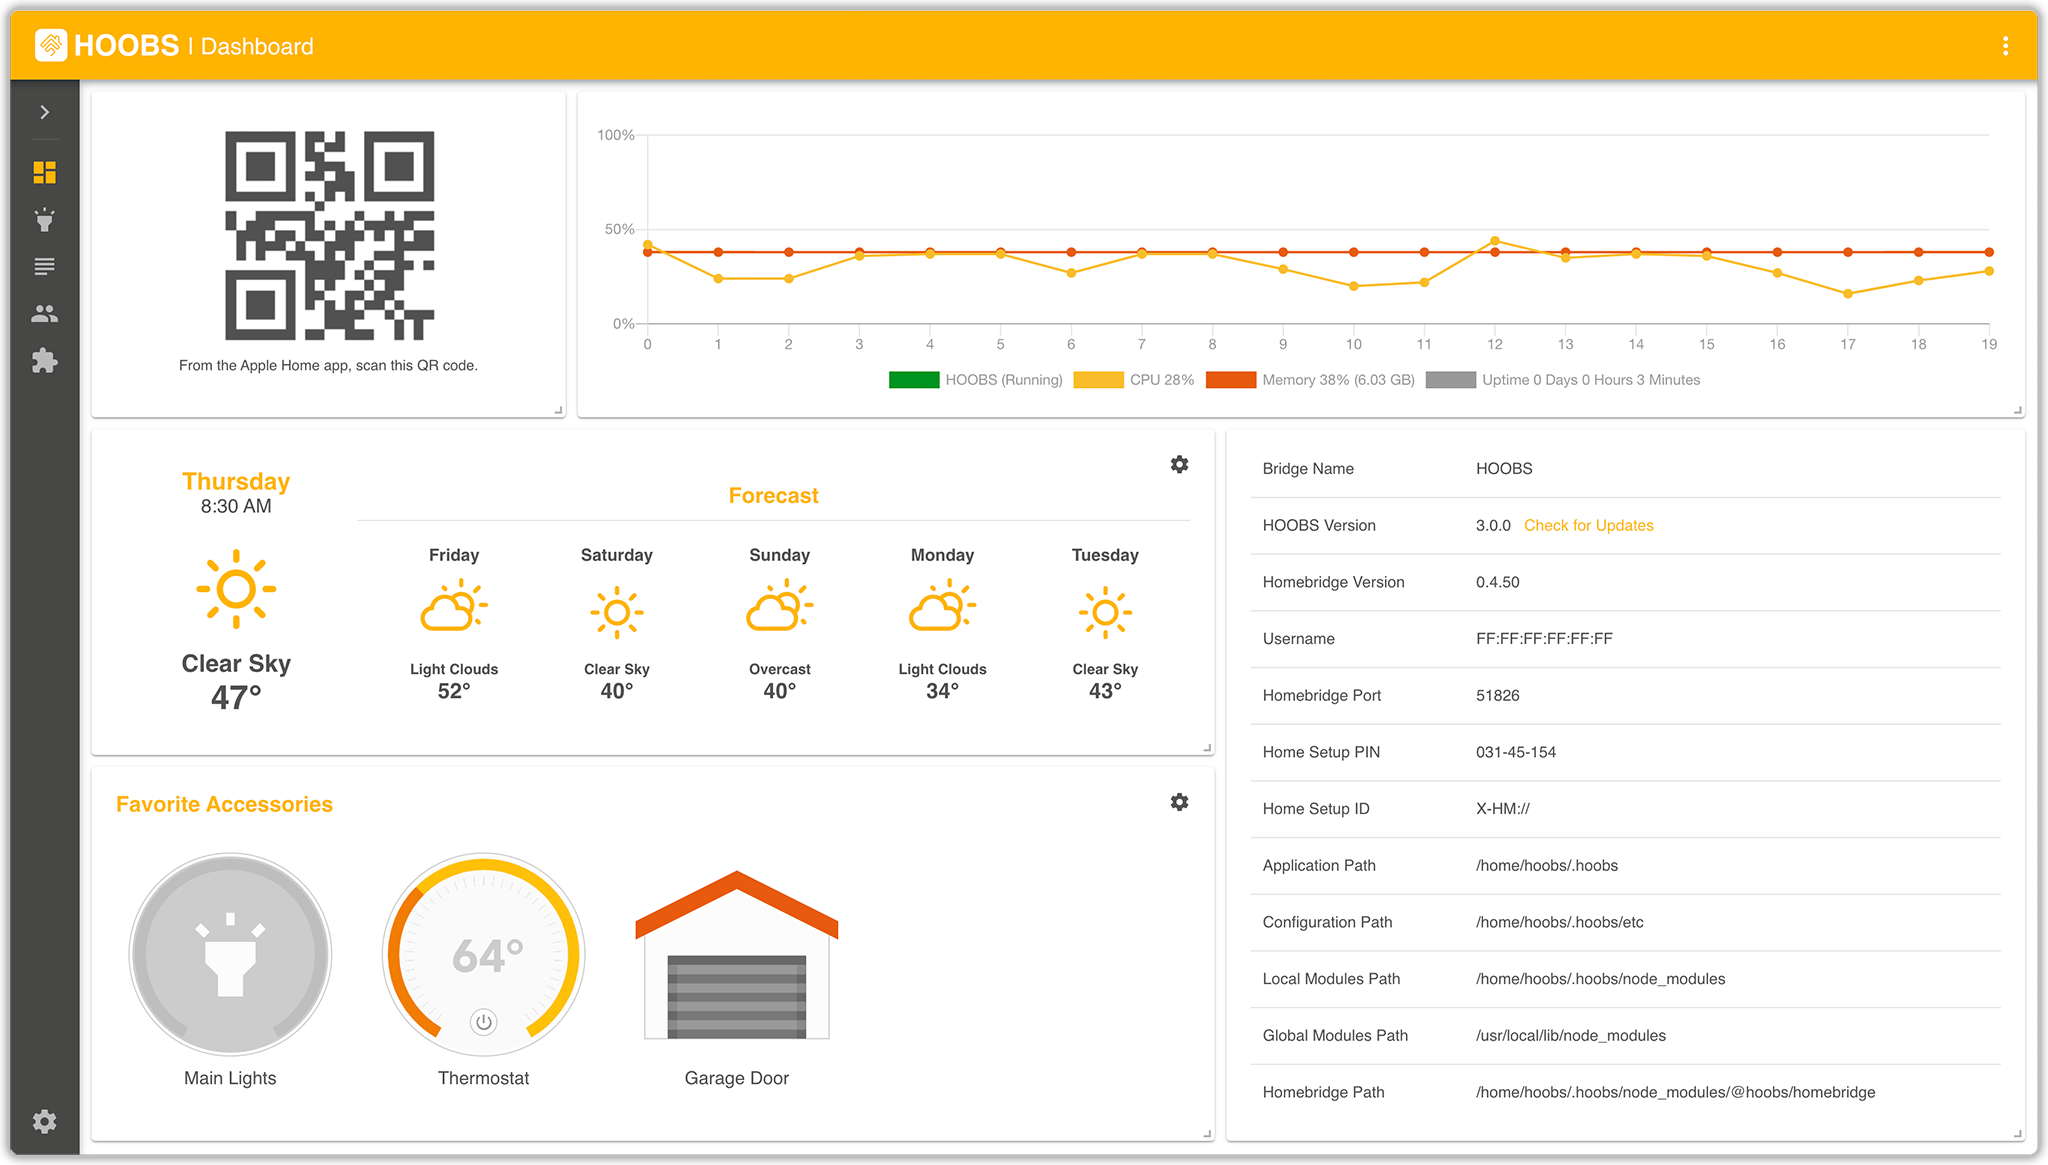 HOOBS | Dashboard
From the Apple Home app, scan this QR code.
100%
50%
0%
0 1 2 3 4 5 6 7 8 9 10 11 12 13 14 15 16 17 18 19
HOOBS (Running) CPU 28% Memory 38% (6.03 GB) Uptime 0 Days 0 Hours 3 Minutes
Thursday
8:30 AM
Clear Sky
47°
Forecast
Friday Saturday Sunday Monday Tuesday
Light Clouds Clear Sky Overcast Light Clouds Clear Sky
52° 40° 40° 34° 43°
Favorite Accessories
64°
Main Lights Thermostat Garage Door
Bridge Name HOOBS
HOOBS Version 3.0.0 Check for Updates
Homebridge Version 0.4.50
Username FF:FF:FF:FF:FF:FF
Homebridge Port 51826
Home Setup PIN 031-45-154
Home Setup ID X-HM://
Application Path /home/hoobs/.hoobs
Configuration Path /home/hoobs/.hoobs/etc
Local Modules Path /home/hoobs/.hoobs/node_modules
Global Modules Path /usr/local/lib/node_modules
Homebridge Path /home/hoobs/.hoobs/node_modules/@hoobs/homebridge